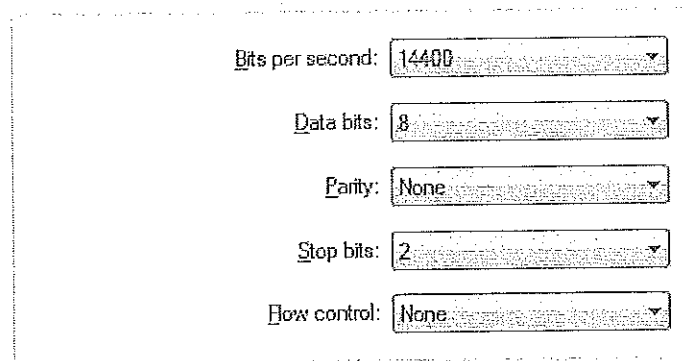 Bits per second: 14400
Data bits: 8
Parity: None
Stop bits: 2
Flow control: None